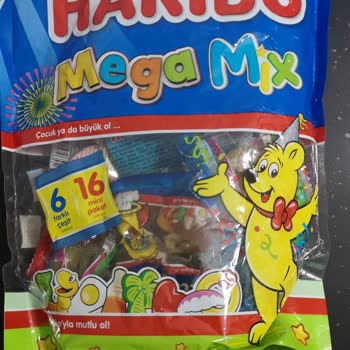 HARIBO
Mega Mix
Çocuk ya da büyük ol ...
6 16
farklı mini
çeşit paket
'yla mutlu ol!